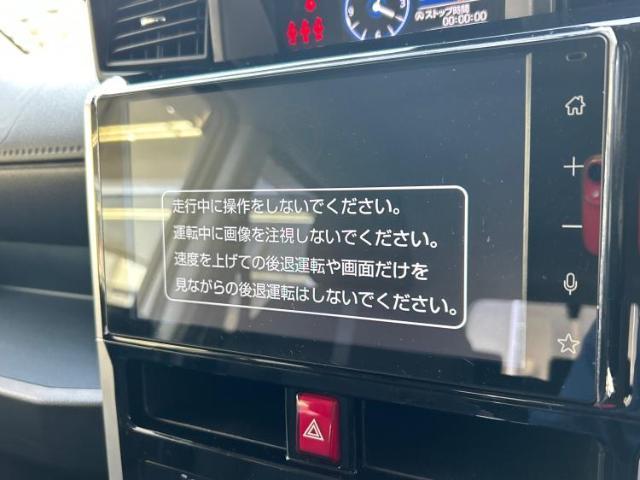 のストップ時間
00:00:00
走行中に操作をしないでください。
運転中に画像を注視しないでください。
速度を上げての後退運転や画面だけを
見ながらの後退運転はしないでください。